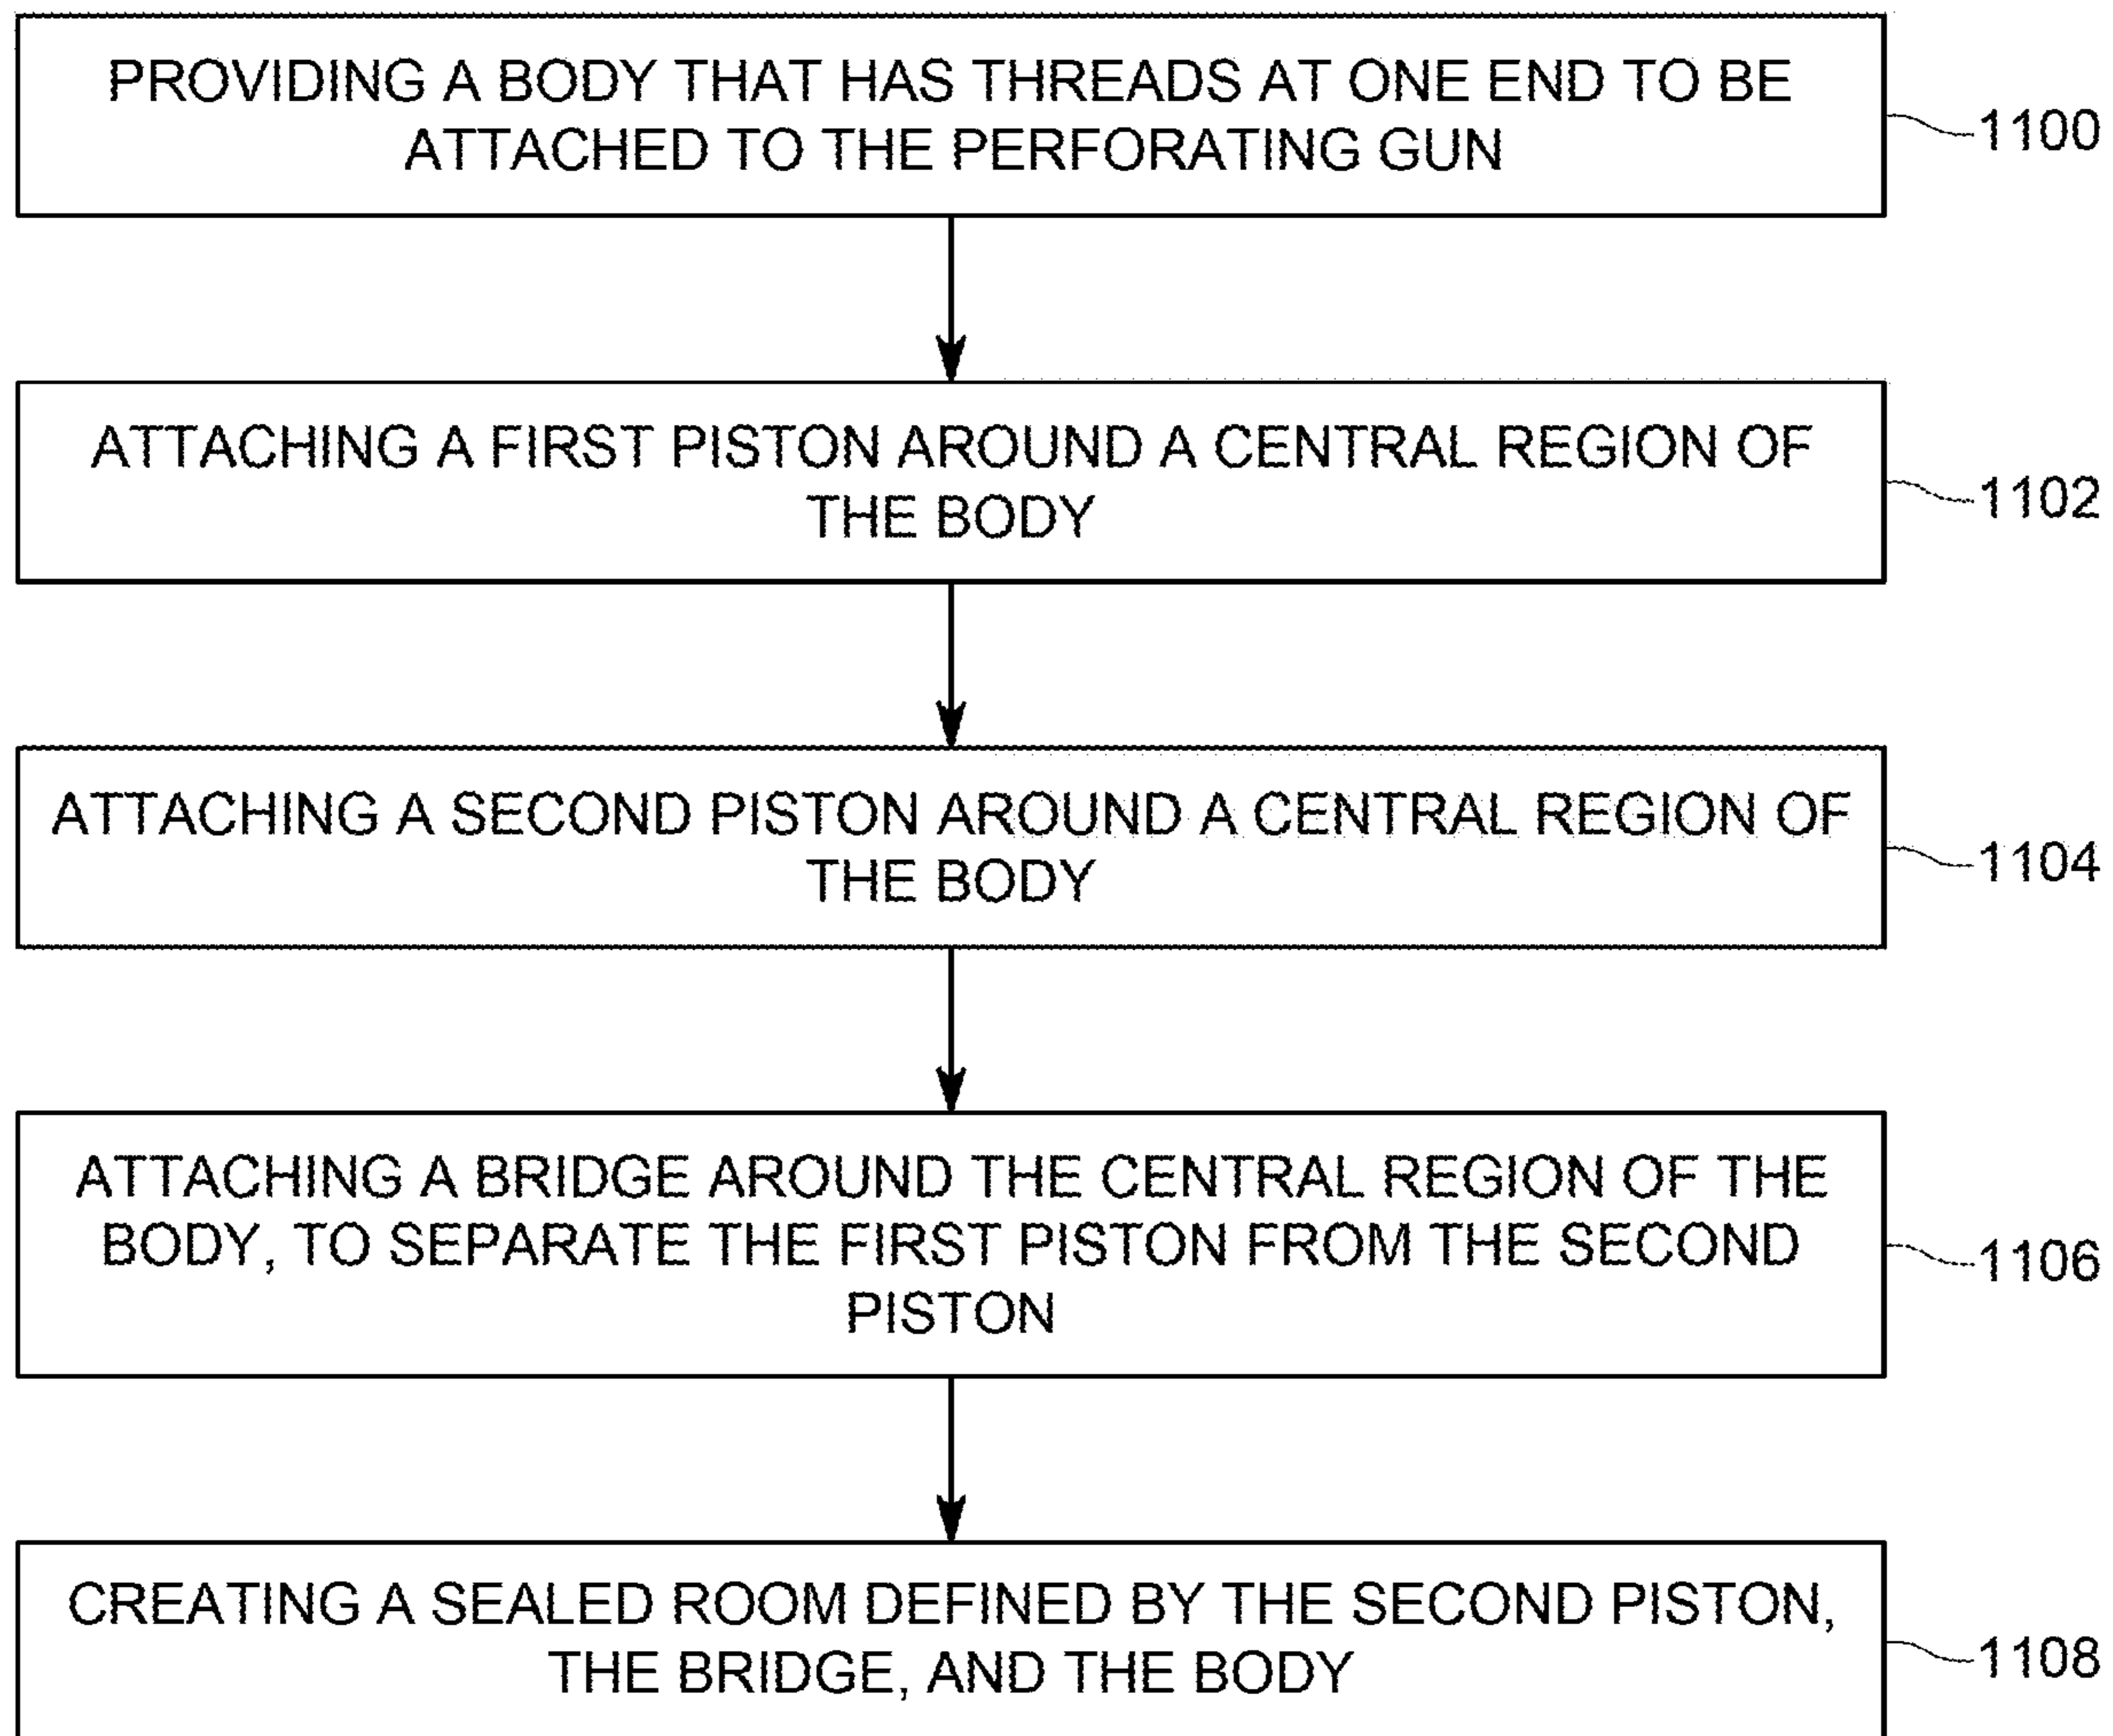 PROVIDING A BODY THAT HAS THREADS AT ONE END TO BE
ATTACHED TO THE PERFORATING GUN
1100
ATTACHING A FIRST PISTON AROUND A CENTRAL REGION OF
THE BODY
1102
ATTACHING A SECOND PISTON AROUND A CENTRAL REGION OF
THE BODY
1104
ATTACHING A BRIDGE AROUND THE CENTRAL REGION OF THE
BODY, TO SEPARATE THE FIRST PISTON FROM THE SECOND
PISTON
1106
CREATING A SEALED ROOM DEFINED BY THE SECOND PISTON,
THE BRIDGE, AND THE BODY
1108